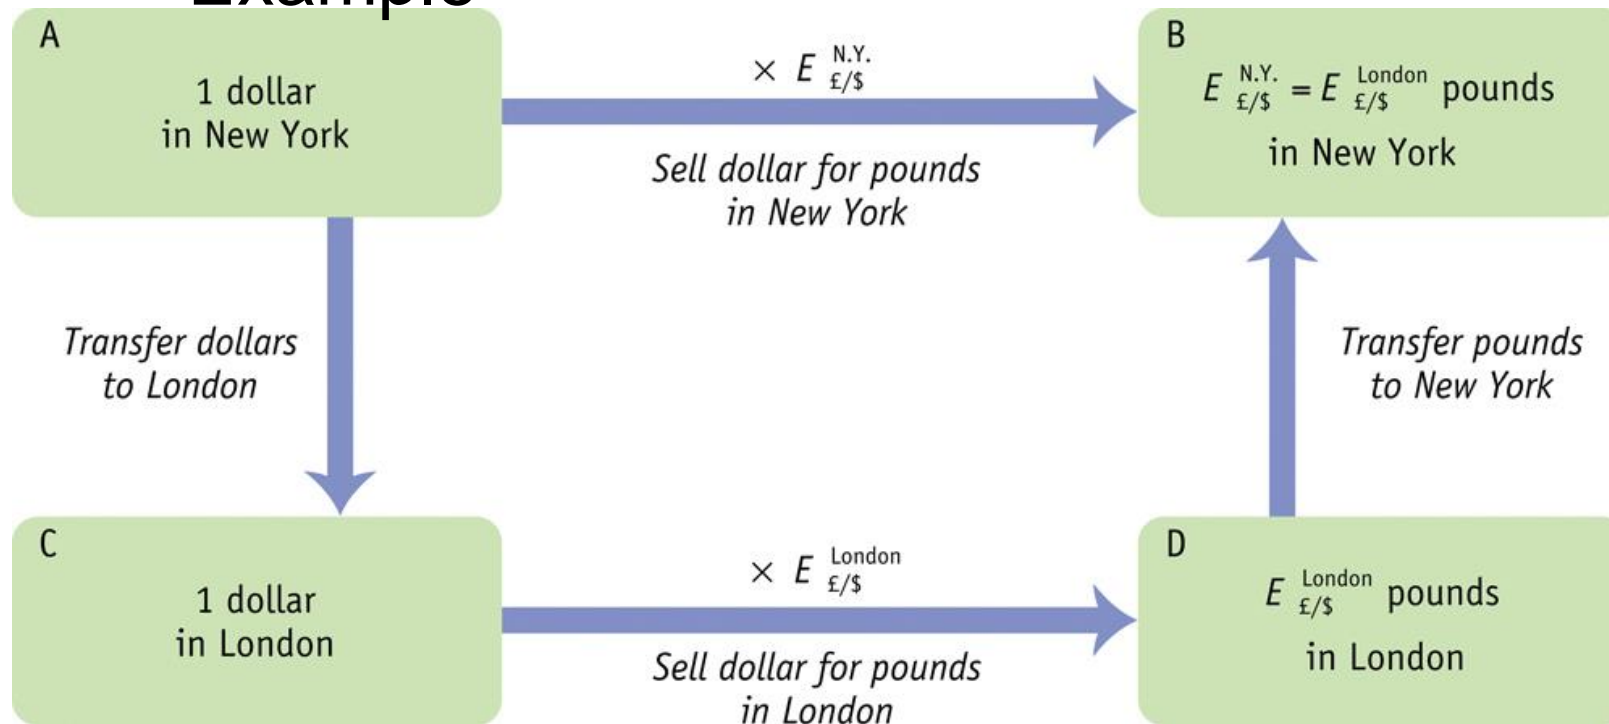 Example
A
1 dollar
in New York
× E N.Y. £/$
Sell dollar for pounds
in New York
B
E N.Y. £/$ = E London £/$ pounds
in New York
Transfer dollars
to London
Transfer pounds
to New York
C
1 dollar
in London
× E London £/$
Sell dollar for pounds
in London
D
E London £/$ pounds
in London